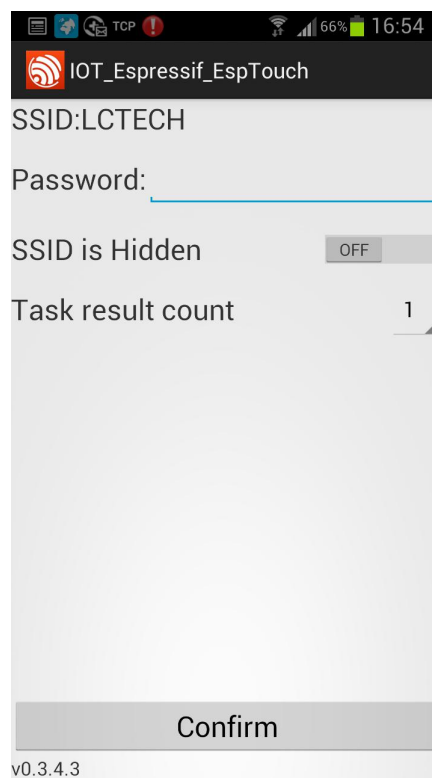 TCP 66% 16:54
IOT_Espressif_EspTouch
SSID:LCTECH
Password:
SSID is Hidden OFF
Task result count 1
Confirm
v0.3.4.3